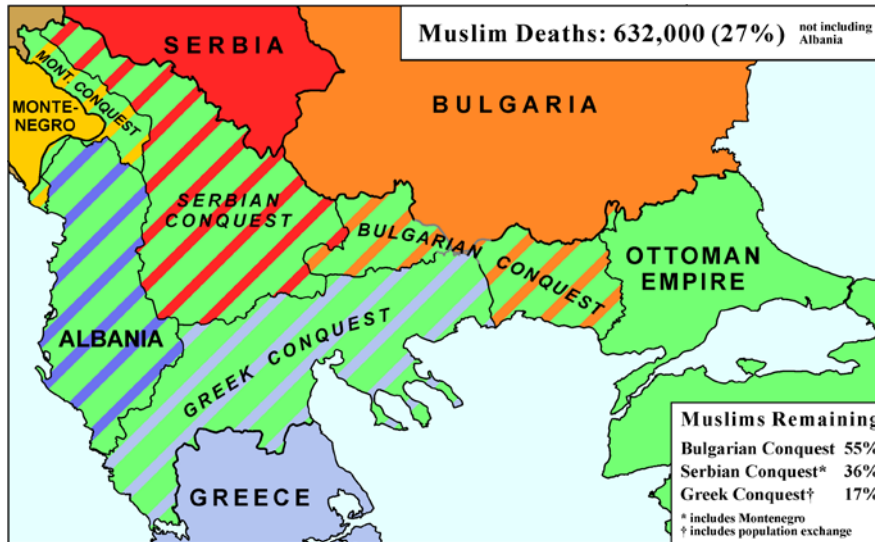 Muslim Deaths: 632,000 (27%) not including
Albania
SERBIA
BULGARIA
MONT. CONQUEST
MONTE-
NEGRO
SERBIAN
CONQUEST
BULGARIAN
CONQUEST
OTTOMAN
EMPIRE
ALBANIA
GREEK CONQUEST
GREECE
Muslims Remaining
Bulgarian Conquest 55%
Serbian Conquest* 36%
Greek Conquest† 17%
* includes Montenegro
† includes population exchange